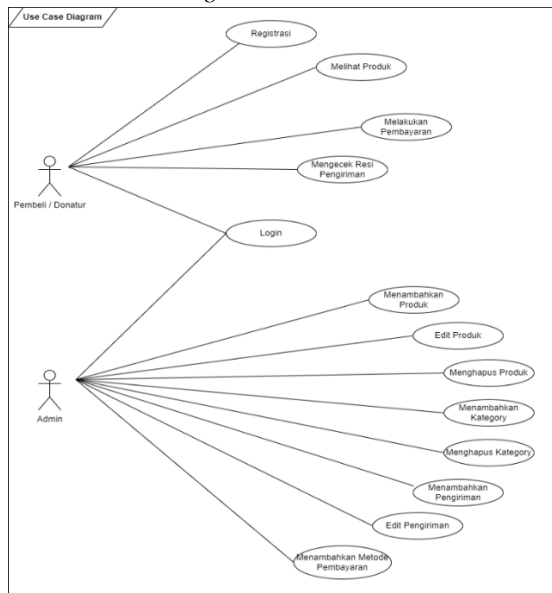 Use Case Diagram
Registrasi
Melihat Produk
Melakukan
Pembayaran
Mengecek Resi
Pengiriman
Pembeli / Donatur
Login
Menambahkan
Produk
Edit Produk
Menghapus Produk
Admin
Menambahkan
Kategory
Menghapus Kategory
Menambahkan
Pengiriman
Edit Pengiriman
Menambahkan Metode
Pembayaran